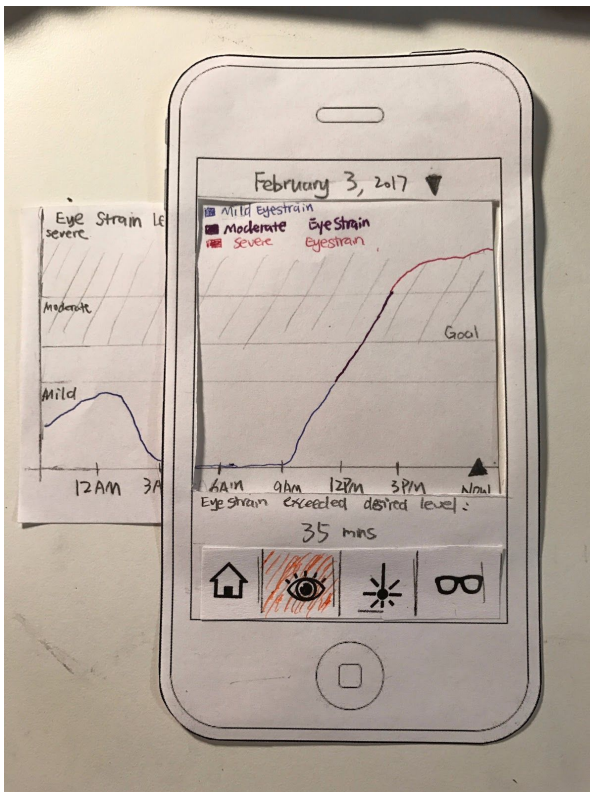 February 3, 2017
Mild Eyestrain
Moderate Eye Strain
Severe Eyestrain
Eye Strain Le
Severe
Moderate
Goal
Mild
12AM 3A 6Am 9Am 12PM 3PM Now
Eye strain exceeded desired level:
35 mns